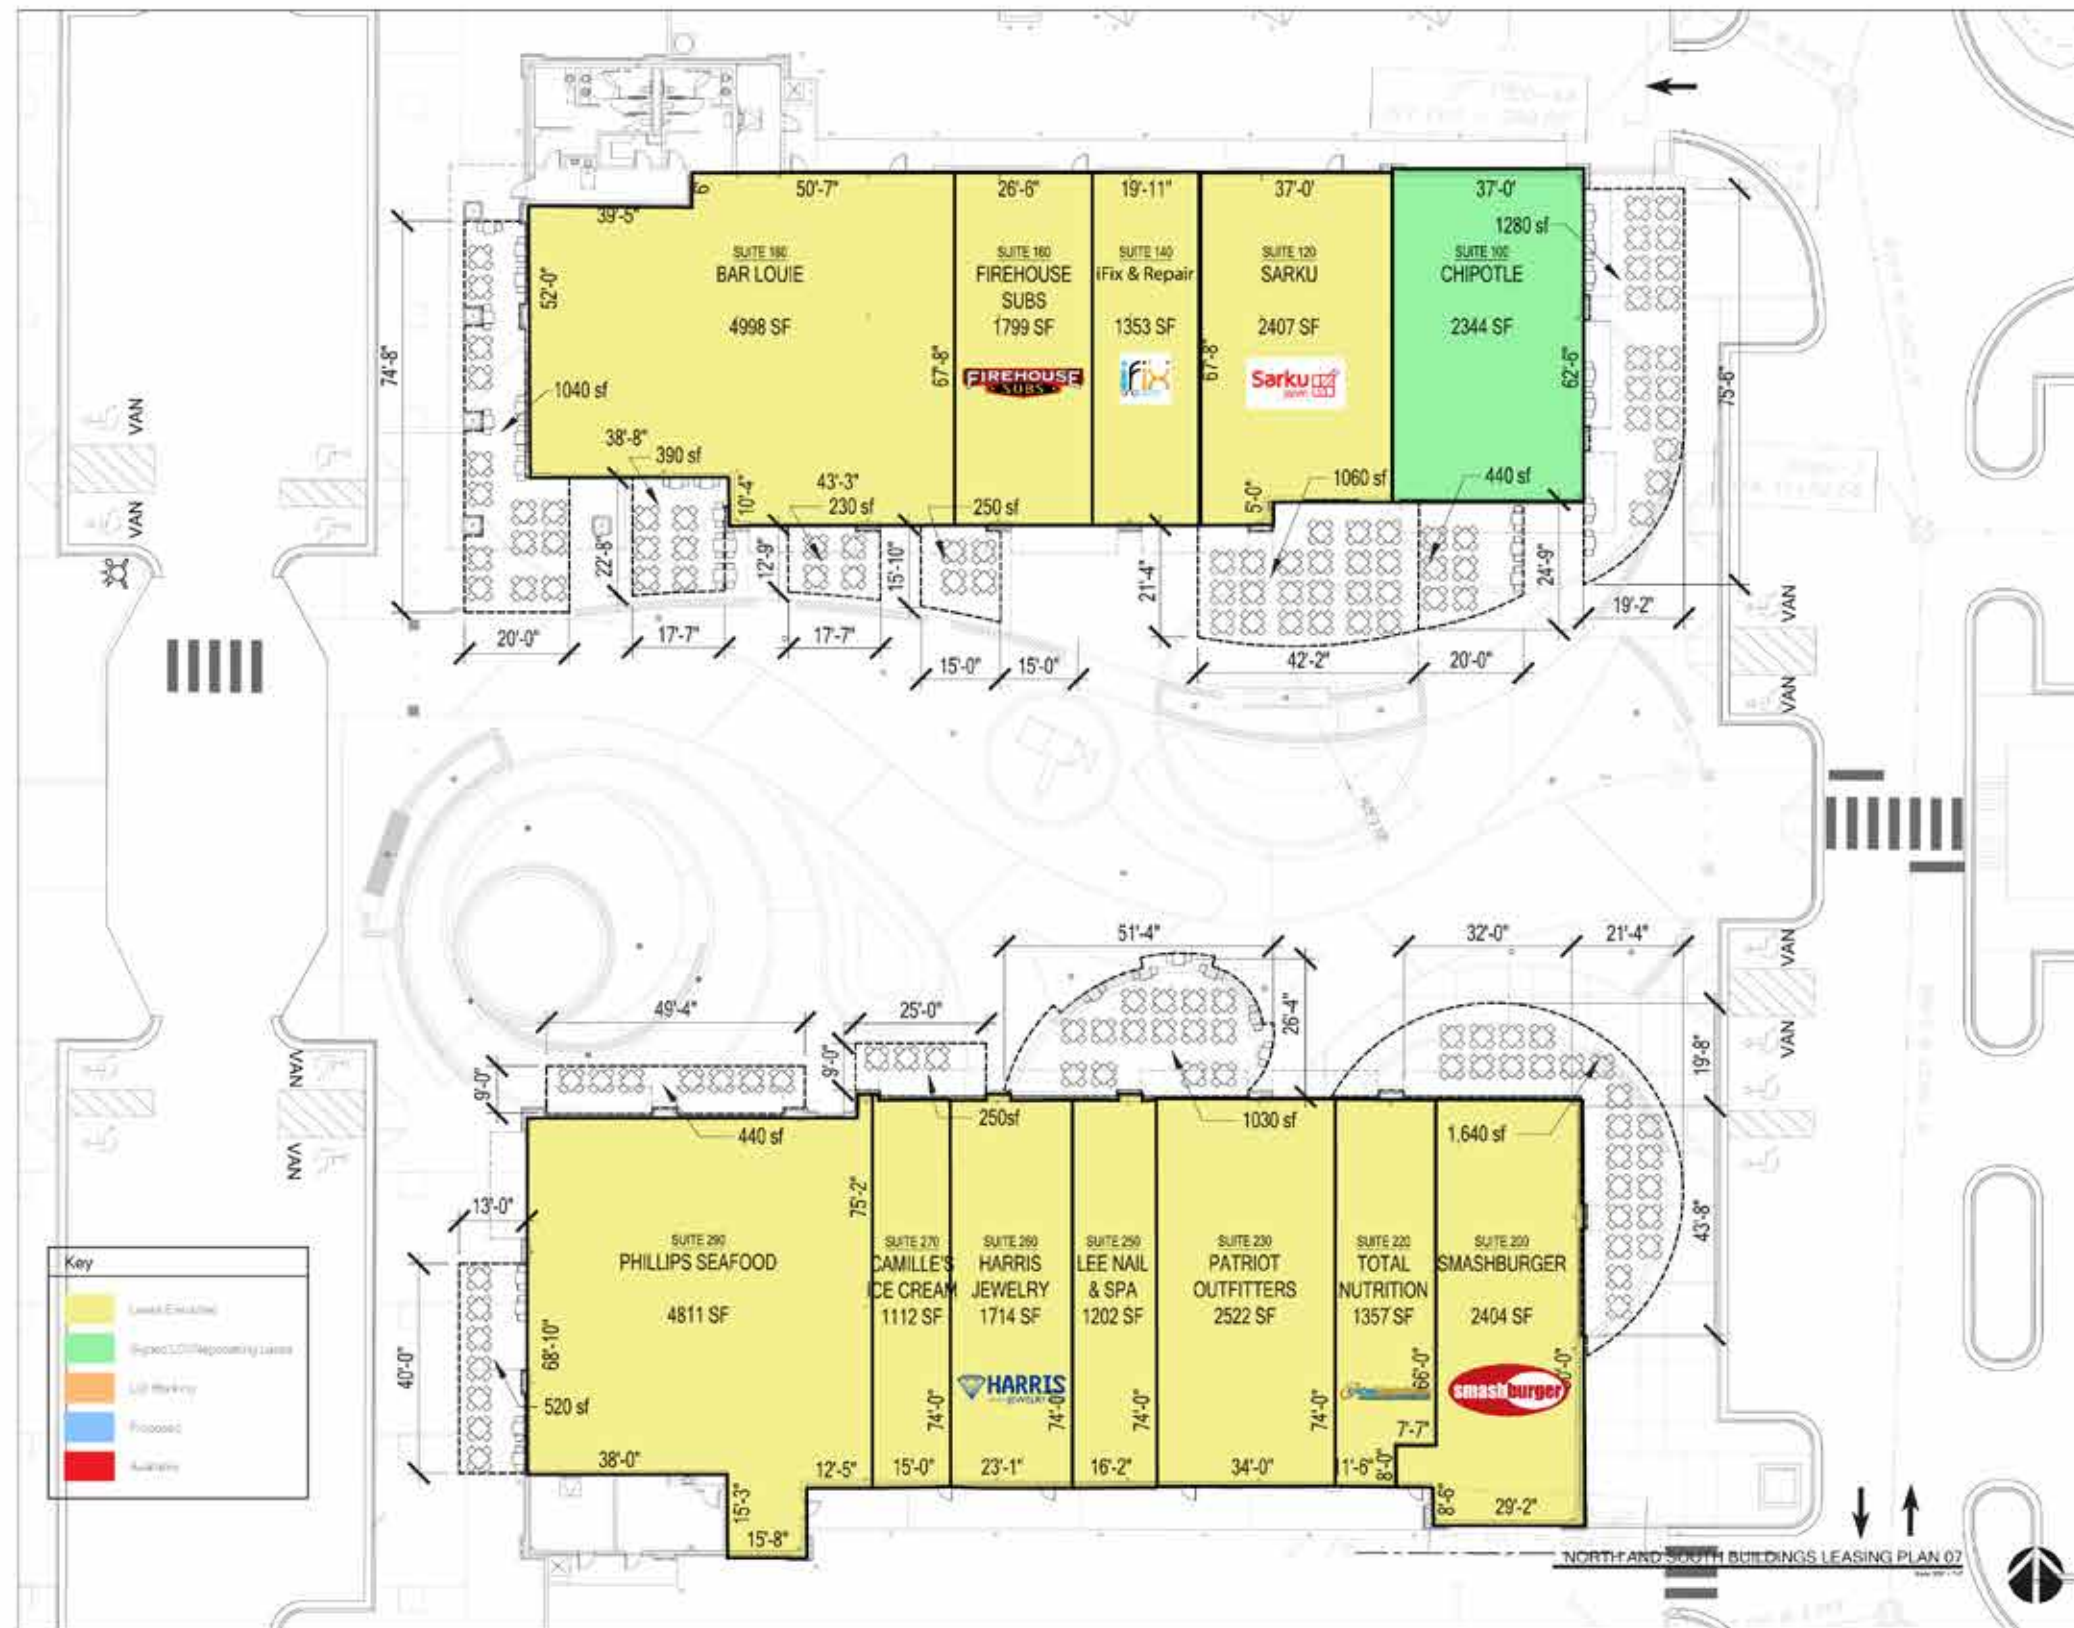 50'-7"
26'-6"
19'-11"
37'-0'
37'-0'
39'-5"
6'
1280 sf
SUITE 180
BAR LOUIE
4998 SF
SUITE 160
FIREHOUSE
SUBS
1799 SF
FIREHOUSE
SUBS
SUITE 140
iFix & Repair
1353 SF
fix
SUITE 120
SARKU
2407 SF
Sarku
SUITE 100
CHIPOTLE
2344 SF
52'-0"
67'-8"
67'-8"
62'-6"
74'-8"
75'-6"
VAN
VAN
1040 sf
38'-8"
390 sf
10'-4"
43'-3"
230 sf
250 sf
5'-0"
1060 sf
440 sf
22'-8"
12'-9"
15'-10"
21'-4"
24'-9"
20'-0"
17'-7"
17'-7"
15'-0"
15'-0"
42'-2"
20'-0"
19'-2"
VAN
VAN
51'-4"
32'-0"
21'-4"
49'-4"
25'-0"
26'-4"
19'-8"
VAN
VAN
9'-0"
9'-0"
440 sf
250sf
1030 sf
1,640 sf
VAN
VAN
13'-0"
75'-2"
43'-8"
SUITE 290
PHILLIPS SEAFOOD
4811 SF
SUITE 270
CAMILLE'S
ICE CREAM
1112 SF
SUITE 260
HARRIS
JEWELRY
1714 SF
HARRIS
JEWELRY
SUITE 250
LEE NAIL
& SPA
1202 SF
SUITE 230
PATRIOT
OUTFITTERS
2522 SF
SUITE 220
TOTAL
NUTRITION
1357 SF
SUITE 200
SMASHBURGER
2404 SF
smashburger
40'-0"
68'-10"
520 sf
74'-0"
74'-0"
74'-0"
74'-0"
66'-0"
7'-7"
38'-0"
12'-5"
15'-0"
23'-1"
16'-2"
34'-0"
8'-0"
15'-3"
15'-8"
8'-6"
29'-2"
Key
Proposed
Available
NORTH AND SOUTH BUILDINGS LEASING PLAN 07